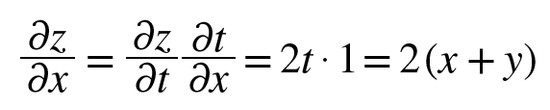 ∂z/∂x = ∂z/∂t ∂t/∂x = 2t · 1 = 2(x + y)